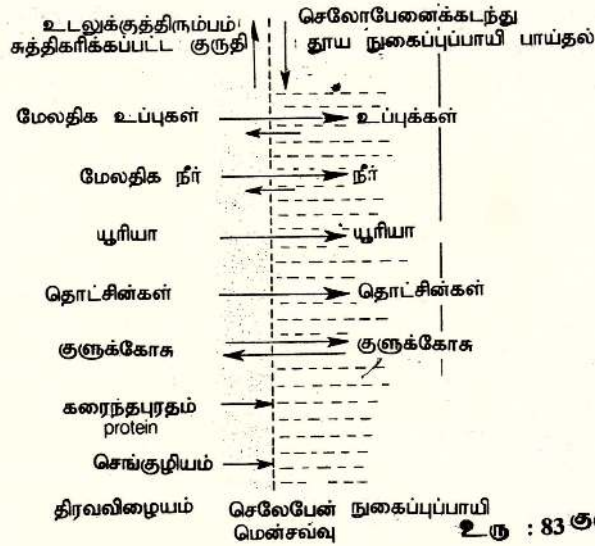 உடலுக்குத்திரும்பம்
சுத்திகரிக்கப்பட்ட குருதி
செலோபேனைக்கடந்து
தூய நுகைப்புப்பாயி பாய்தல்
மேலதிக உப்புகள் உப்புக்கள்
மேலதிக நீர் நீர்
யூரியா யூரியா
தொட்சின்கள் தொட்சின்கள்
குளுக்கோசு குளுக்கோசு
கரைந்தபுரதம்
protein
செங்குழியம்
திரவவிழையம் செலேபேன் நுகைப்புப்பாயி
மென்சவ்வு
உரு : 83